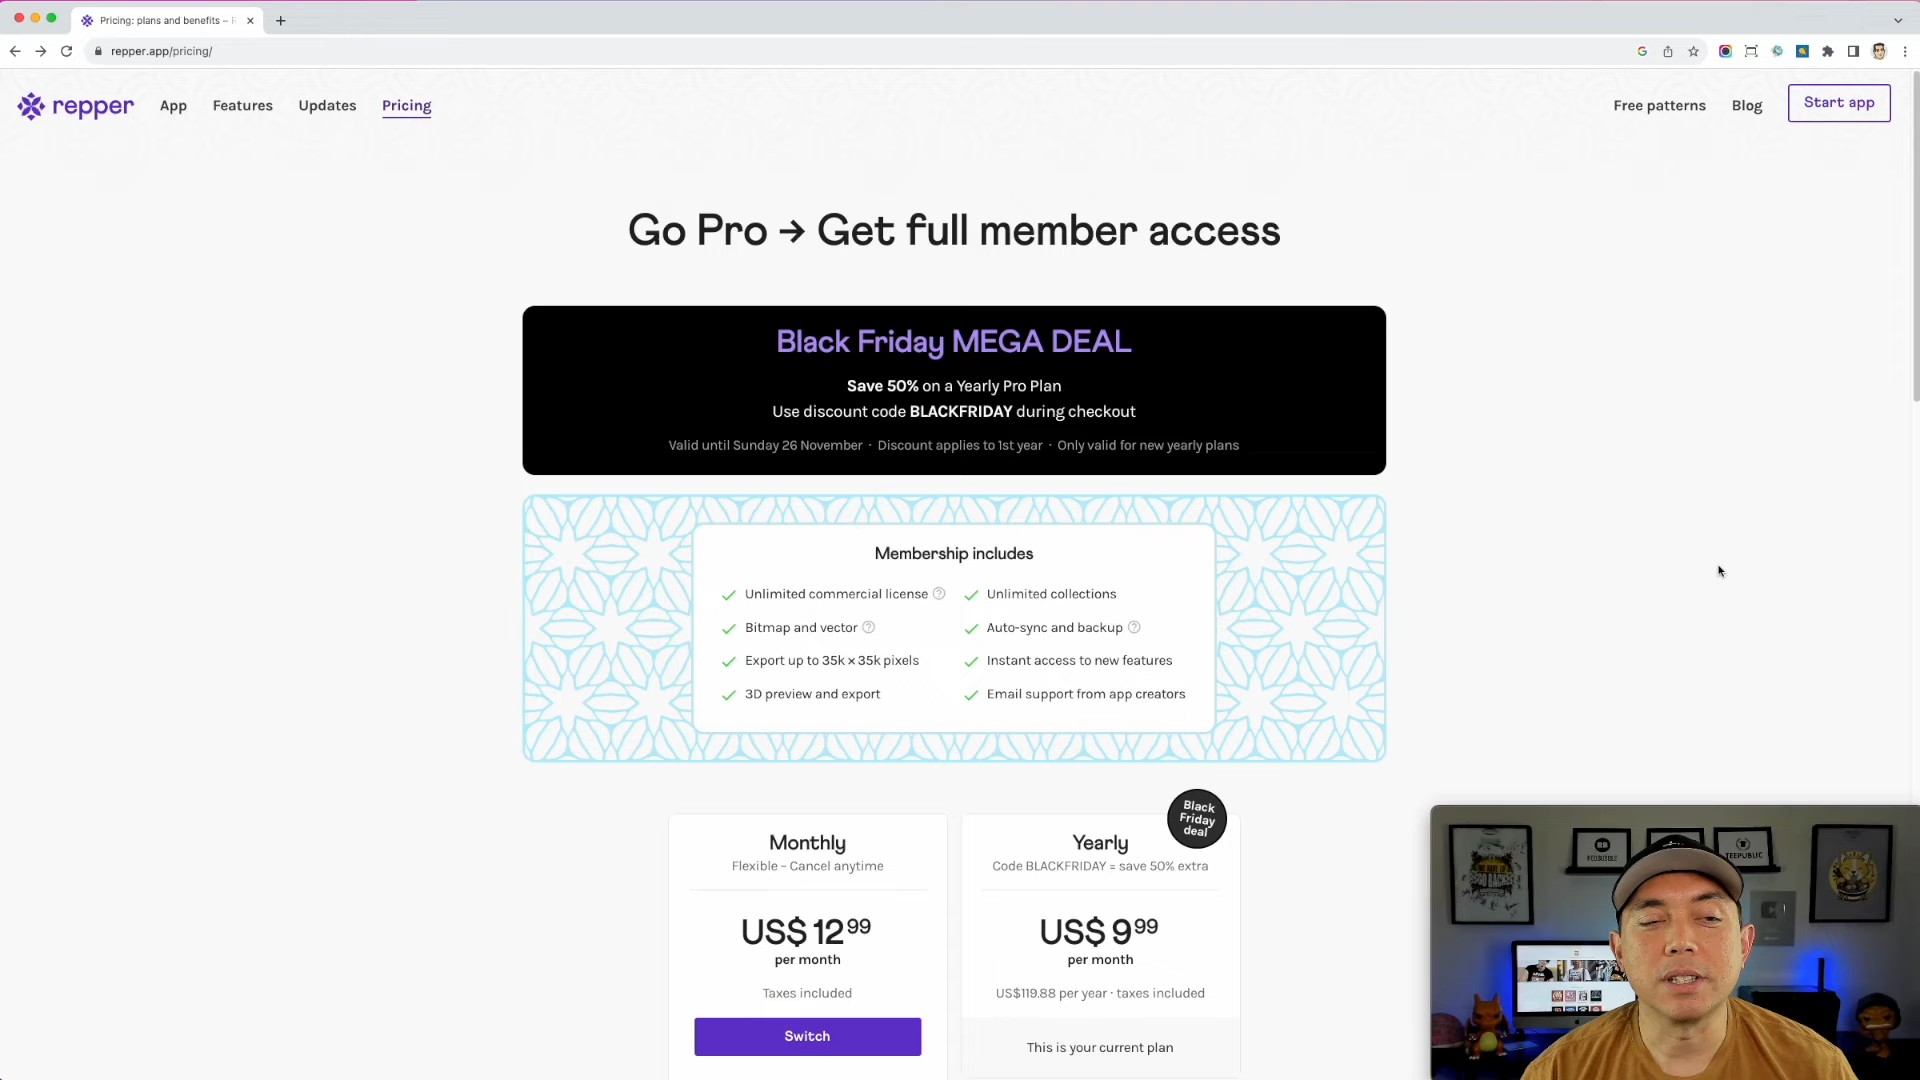 Pricing: plans and benefits –
repper.app/pricing/
repper
App
Features
Updates
Pricing
Free patterns
Blog
Start app
Go Pro → Get full member access
Black Friday MEGA DEAL
Save 50% on a Yearly Pro Plan
Use discount code BLACKFRIDAY during checkout
Valid until Sunday 26 November · Discount applies to 1st year · Only valid for new yearly plans
Membership includes
Unlimited commercial license
Unlimited collections
Bitmap and vector
Auto-sync and backup
Export up to 35k × 35k pixels
Instant access to new features
3D preview and export
Email support from app creators
Monthly
Flexible – Cancel anytime
US$ 12 99
per month
Taxes included
Switch
Black
Friday
deal
Yearly
Code BLACKFRIDAY = save 50% extra
US$ 9 99
per month
US$119.88 per year · taxes included
This is your current plan
REDBUBBLE
TEEPUBLIC